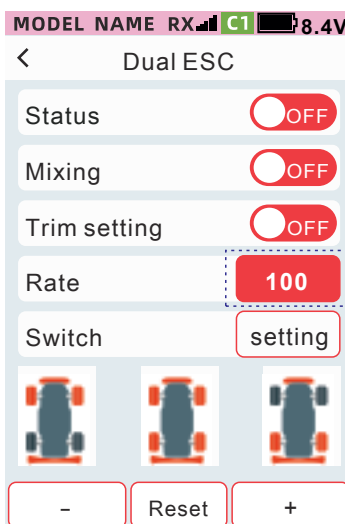 MODEL NAME RX C1 8.4V
< Dual ESC
Status OFF
Mixing OFF
Trim setting OFF
Rate 100
Switch setting
- Reset +